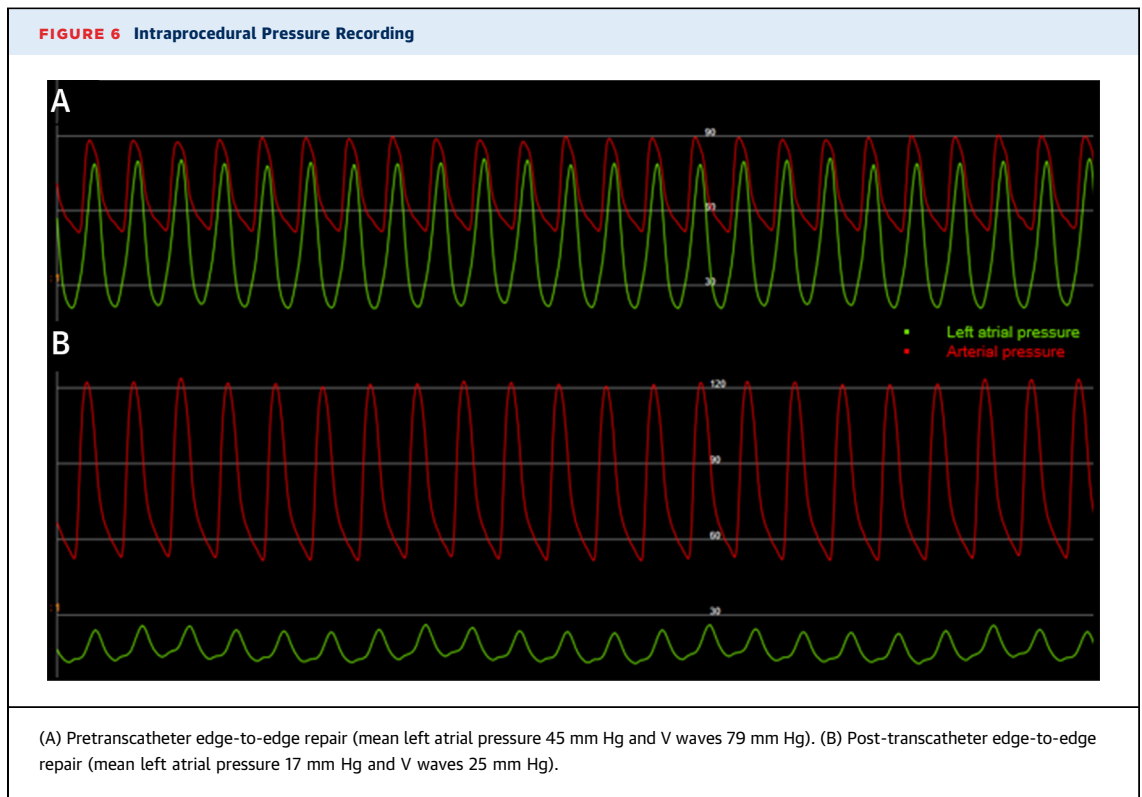 FIGURE 6 Intraprocedural Pressure Recording
A
90
60
30
Left atrial pressure
Arterial pressure
B
120
90
60
30
(A) Pretranscatheter edge-to-edge repair (mean left atrial pressure 45 mm Hg and V waves 79 mm Hg). (B) Post-transcatheter edge-to-edge
repair (mean left atrial pressure 17 mm Hg and V waves 25 mm Hg).